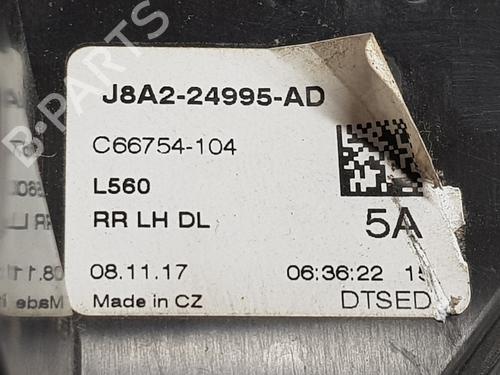 B-PARTS
J8A2-24995-AD
C66754-104
L560
RR LH DL
5A
08.11.17
06:36:22 15
Made in CZ
DTSED